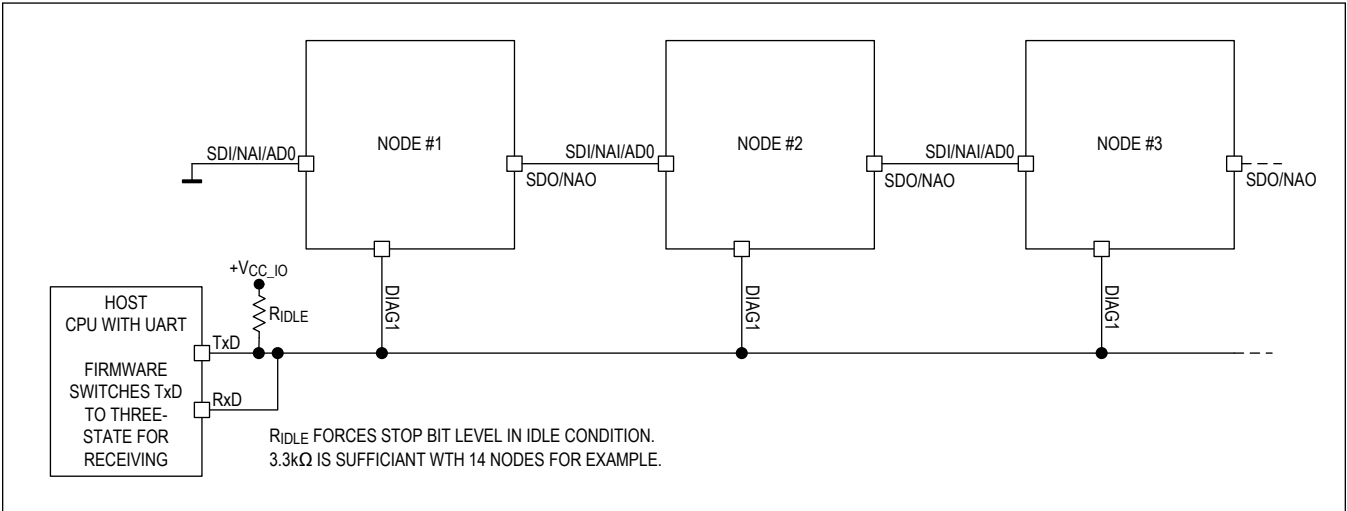 NODE #1
NODE #2
NODE #3
SDI/NAI/AD0
SDO/NAO
SDI/NAI/AD0
SDO/NAO
SDI/NAI/AD0
SDO/NAO
DIAG1
DIAG1
DIAG1
+VCC_IO
RIDLE
HOST
CPU WITH UART
TxD
FIRMWARE
SWITCHES TxD
TO THREE-
STATE FOR
RECEIVING
RxD
RIDLE FORCES STOP BIT LEVEL IN IDLE CONDITION.
3.3kΩ IS SUFFICIANT WTH 14 NODES FOR EXAMPLE.